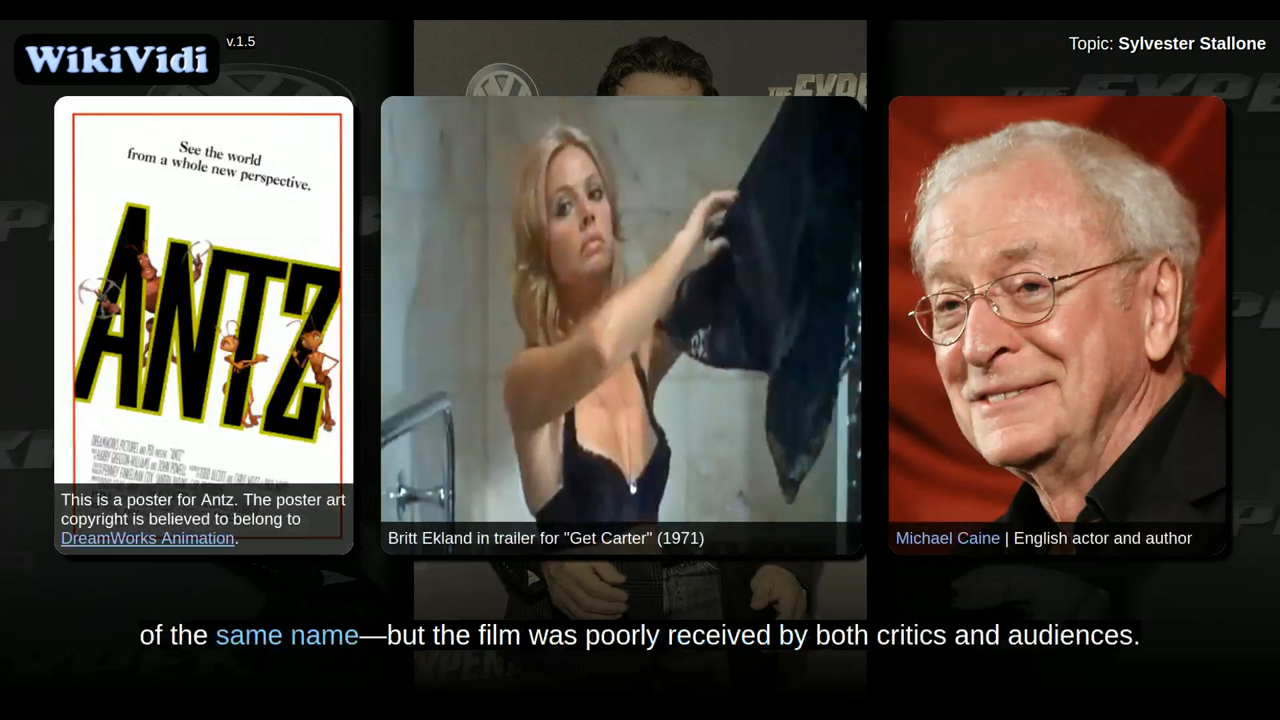 WikiVidi
v.1.5
Topic: Sylvester Stallone
THE EXPE
See the world
from a whole new perspective.
ANTZ
This is a poster for Antz. The poster art
copyright is believed to belong to
DreamWorks Animation.
Britt Ekland in trailer for "Get Carter" (1971)
Michael Caine | English actor and author
of the same name—but the film was poorly received by both critics and audiences.